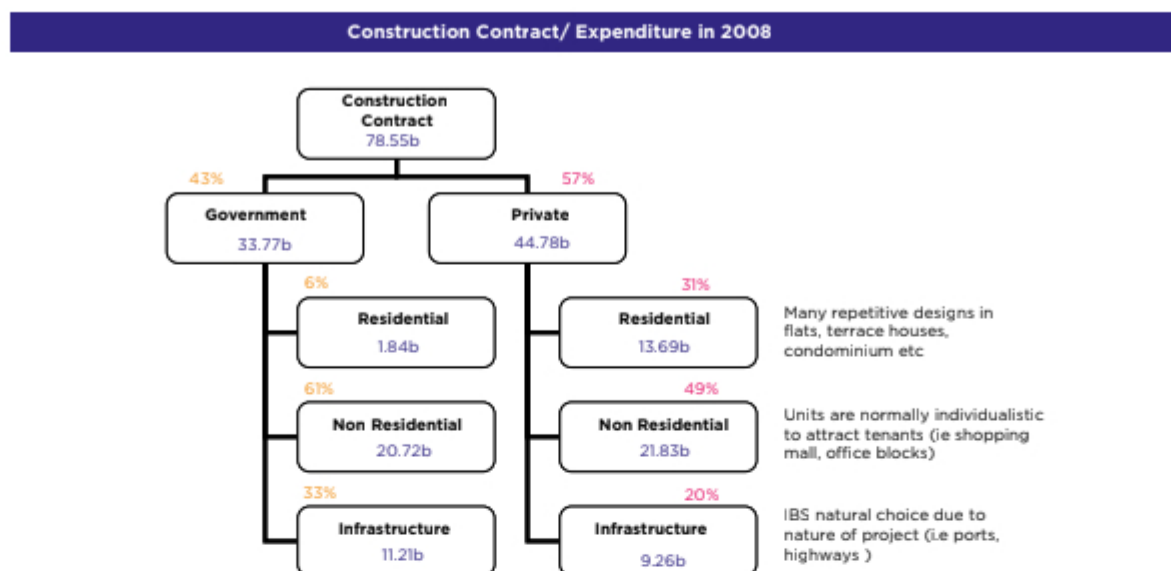 Construction Contract/ Expenditure in 2008
Construction
Contract
78.55b
43%
57%
Government
33.77b
Private
44.78b
6%
31%
Residential
1.84b
Residential
13.69b
Many repetitive designs in
flats, terrace houses,
condominium etc
61%
49%
Non Residential
20.72b
Non Residential
21.83b
Units are normally individualistic
to attract tenants (ie shopping
mall, office blocks)
33%
20%
Infrastructure
11.21b
Infrastructure
9.26b
IBS natural choice due to
nature of project (i.e ports,
highways )